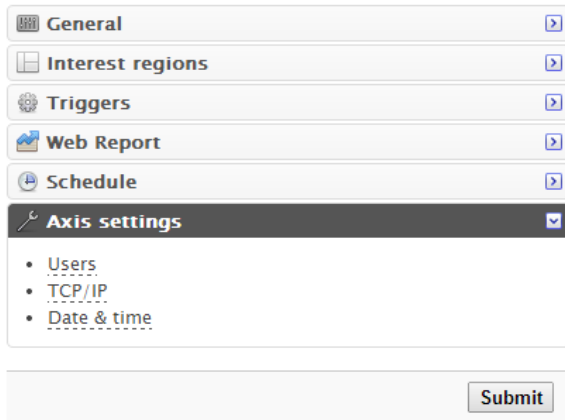 General
Interest regions
Triggers
Web Report
Schedule
Axis settings
• Users
• TCP/IP
• Date & time
Submit